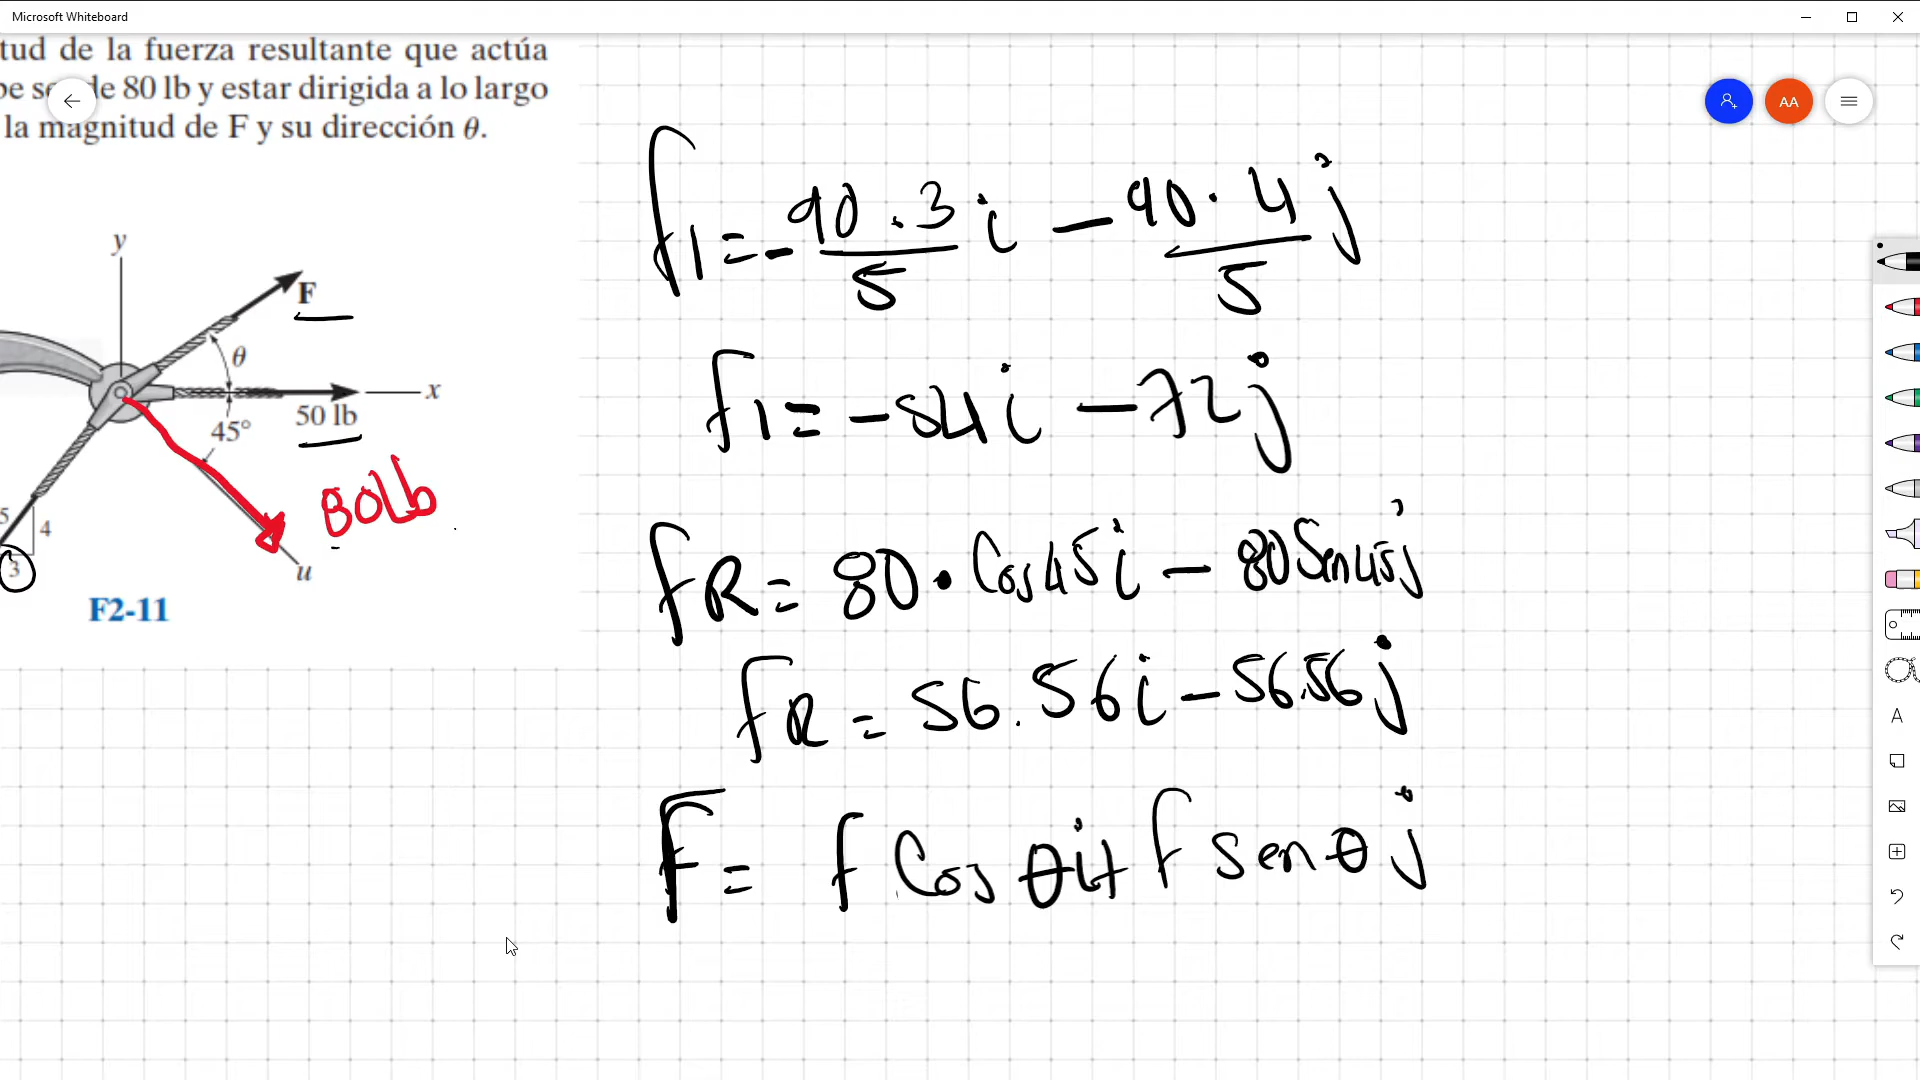 Microsoft Whiteboard
tud de la fuerza resultante que actúa
de 80 lb y estar dirigida a lo largo
la magnitud de F y su dirección θ.
AA
y
F
θ
x
50 lb
45°
80lb
5
4
3
u
F2-11
f1 = - 90.3/5 i - 90.4/5 j
f1 = -54i - 72j
fR = 80 · Cos45 i - 80Sen45j
fR = 56.56i - 56.56j
F = f Cos θi + f sen θ j
A